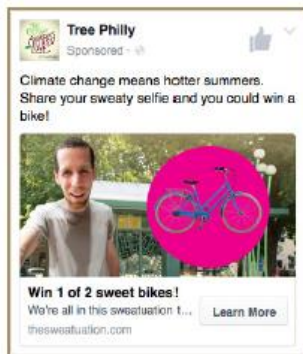 Tree Philly
Sponsored ·
Climate change means hotter summers.
Share your sweaty selfie and you could win a
bike!
Win 1 of 2 sweet bikes!
We're all in this sweatuation t...
Learn More
thesweatuation.com